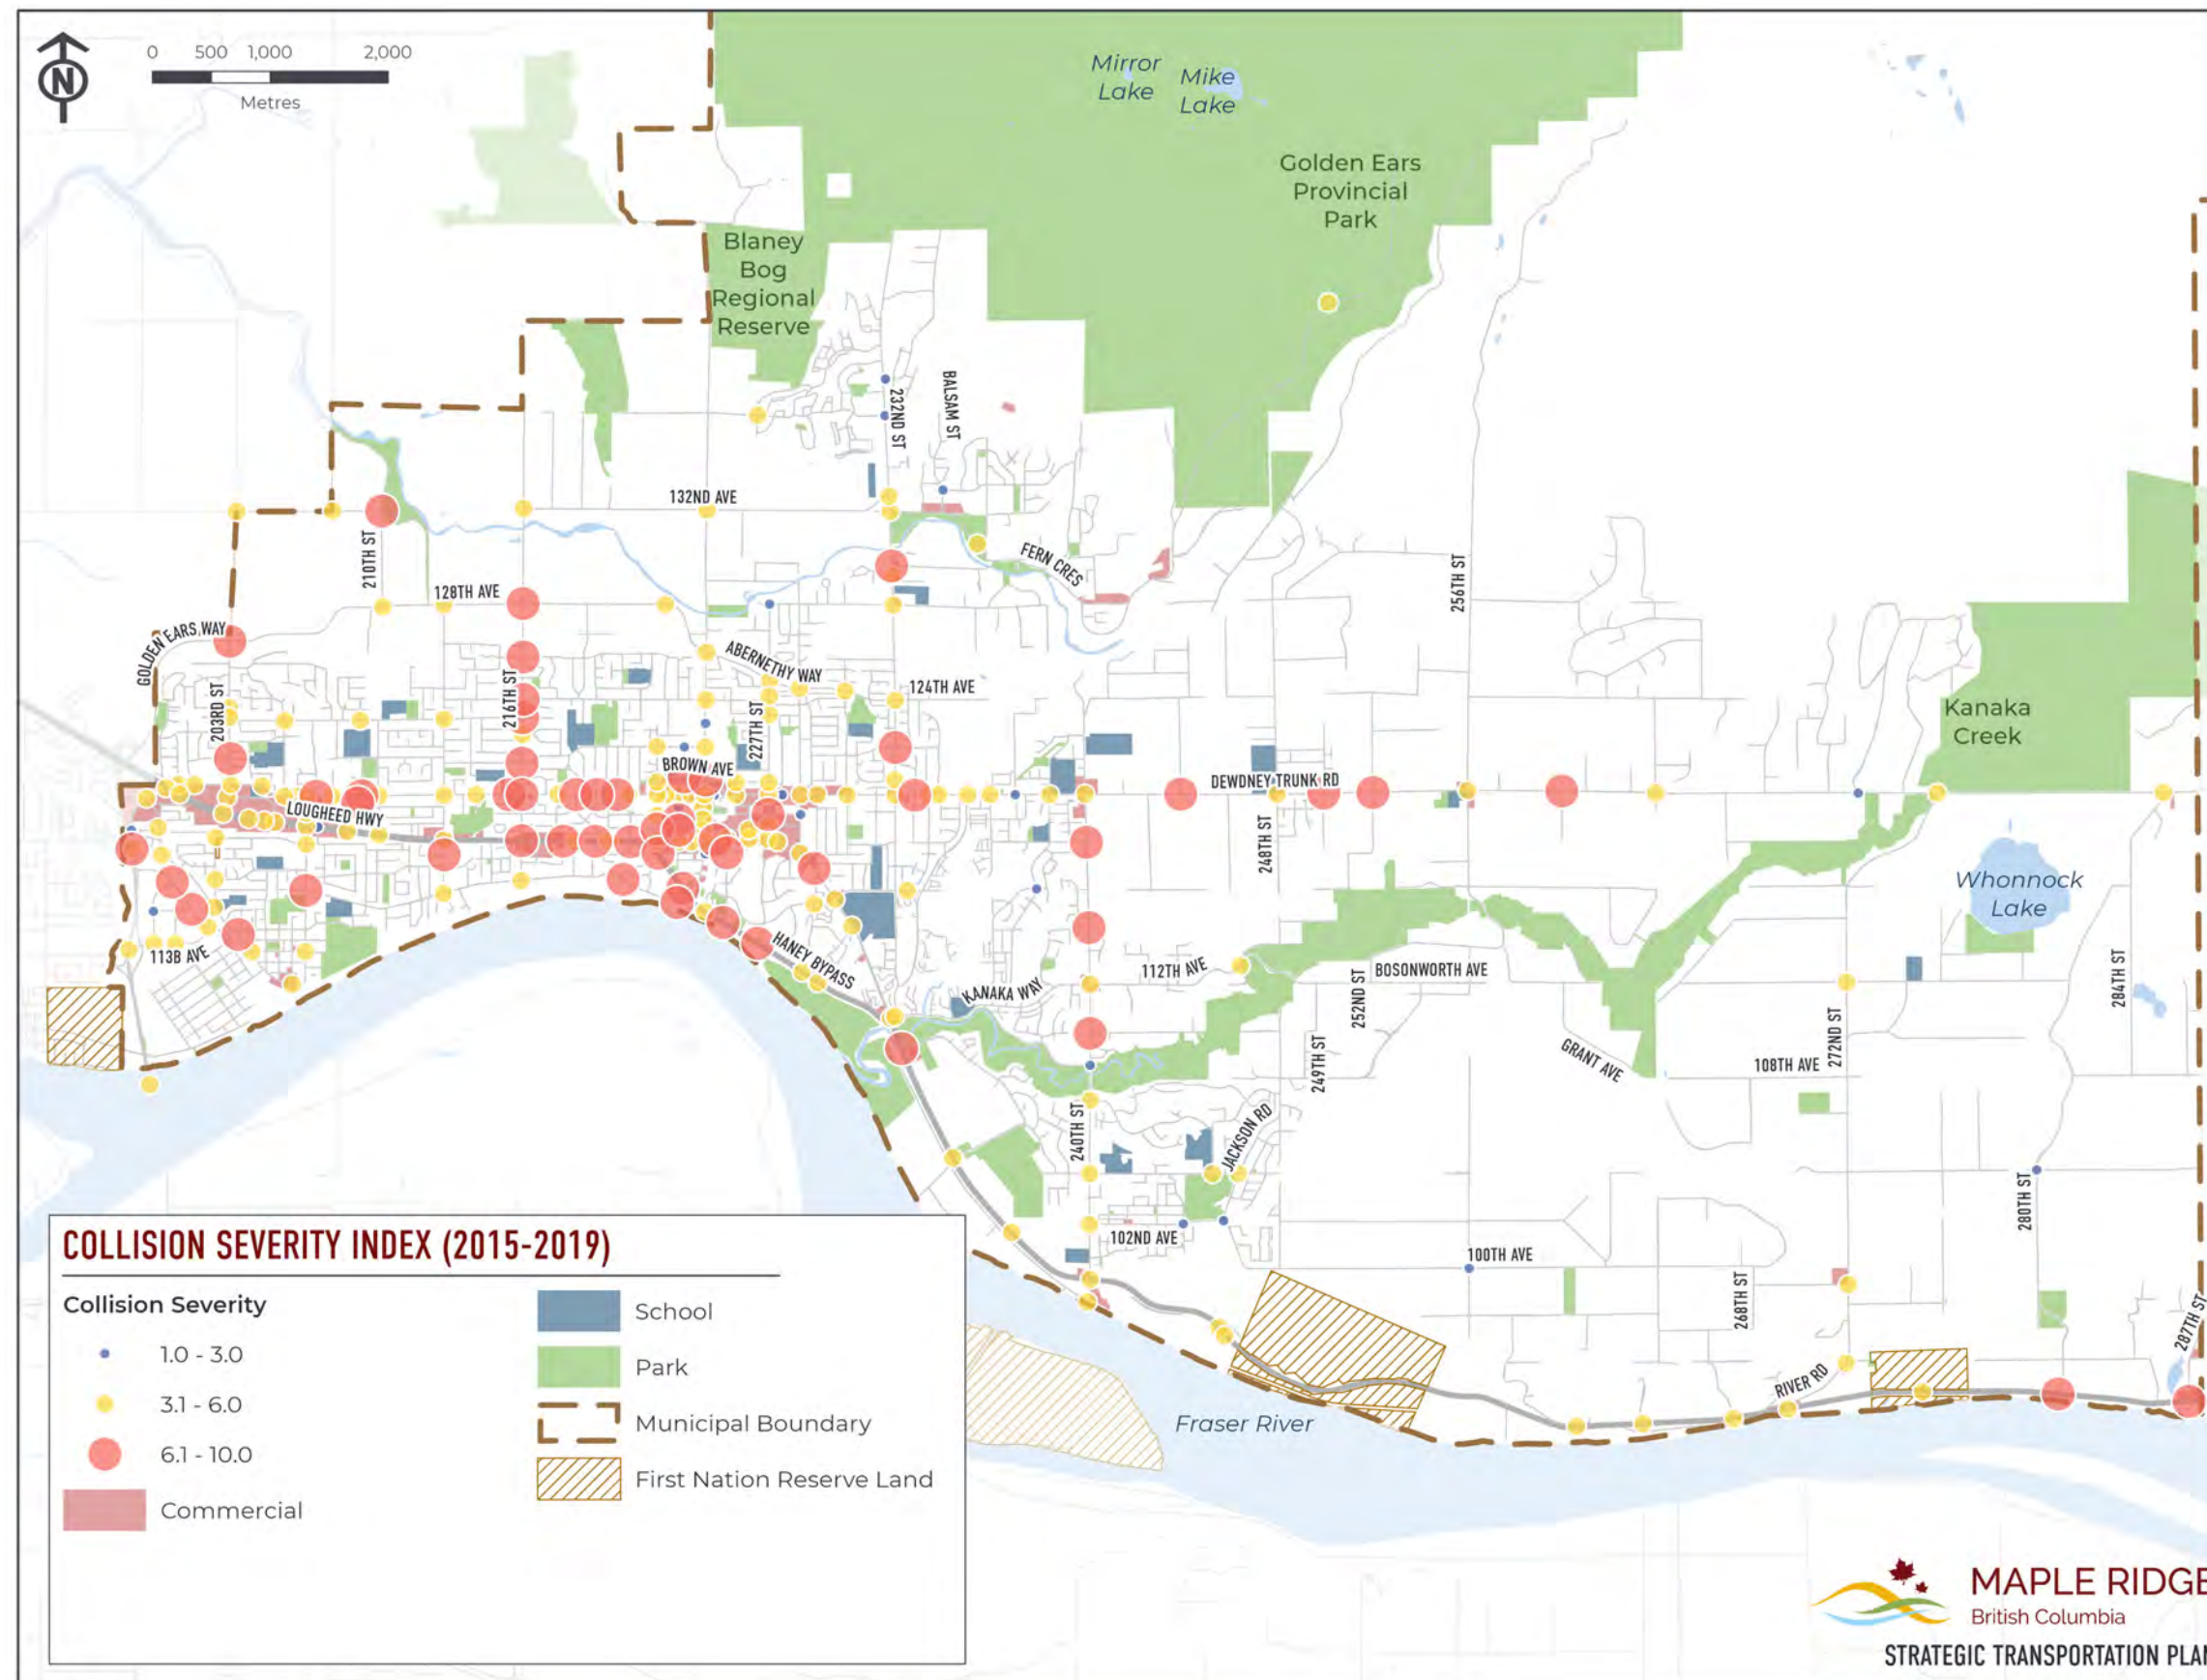 0 500 1,000 2,000
Metres
N
Mirror
Lake
Mike
Lake
Golden Ears
Provincial
Park
Blaney
Bog
Regional
Reserve
232ND ST
BALSAM ST
132ND AVE
210TH ST
FERN CRES
128TH AVE
256TH ST
GOLDEN EARS WAY
ABERNETHY WAY
124TH AVE
203RD ST
216TH ST
227TH ST
Kanaka
Creek
BROWN AVE
DEWDNEY TRUNK RD
LOUGHEED HWY
248TH ST
Whonnock
Lake
113B AVE
HANEY BYPASS
112TH AVE
BOSONWORTH AVE
KANAKA WAY
252ND ST
284TH ST
249TH ST
GRANT AVE
272ND ST
108TH AVE
240TH ST
JACKSON RD
280TH ST
102ND AVE
100TH AVE
268TH ST
287TH ST
RIVER RD
Fraser River
COLLISION SEVERITY INDEX (2015-2019)
Collision Severity
1.0 - 3.0
3.1 - 6.0
6.1 - 10.0
Commercial
School
Park
Municipal Boundary
First Nation Reserve Land
MAPLE RIDGE
British Columbia
STRATEGIC TRANSPORTATION PLAN